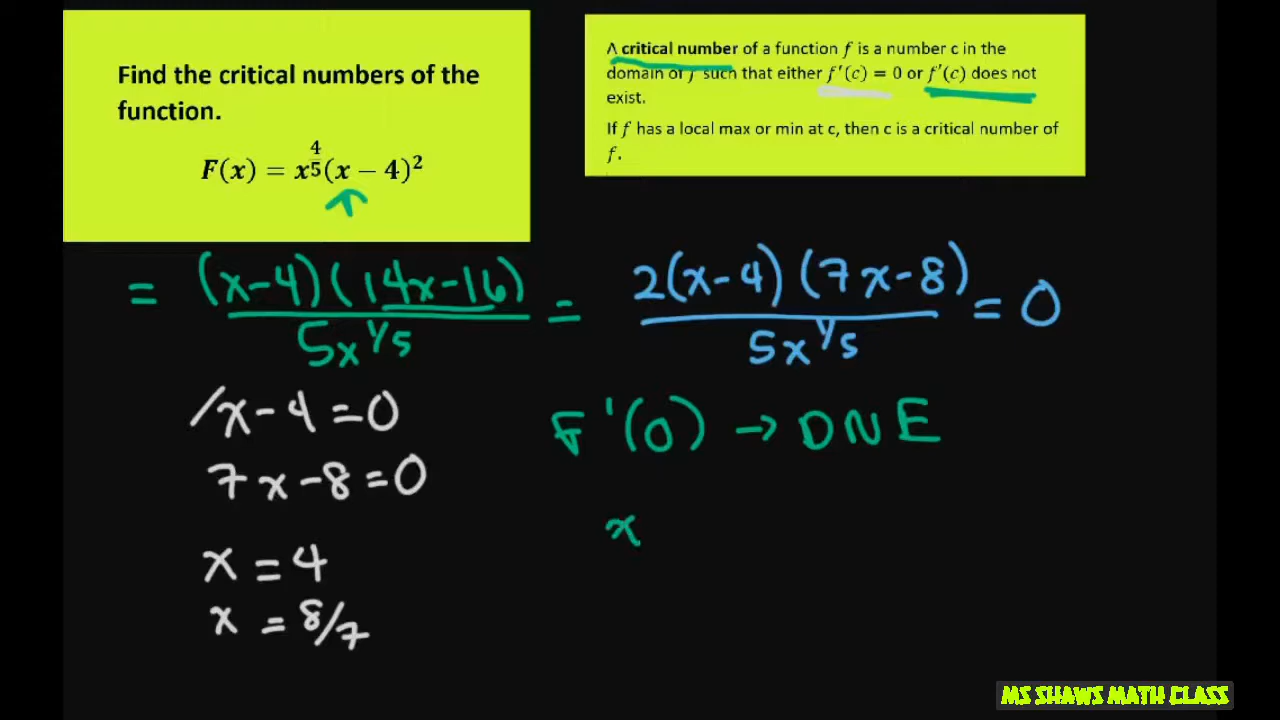 Find the critical numbers of the
function.
F(x) = x^{4/5}(x − 4)^2
A critical number of a function f is a number c in the
domain of f such that either f'(c) = 0 or f'(c) does not
exist.
If f has a local max or min at c, then c is a critical number of
f.
= (x-4)(14x-16) / 5x^{1/5} = 2(x-4)(7x-8) / 5x^{1/5} = 0
x-4=0
7x-8=0
x=4
x=8/7
F'(0) → DNE
x
MS SHAWS MATH CLASS